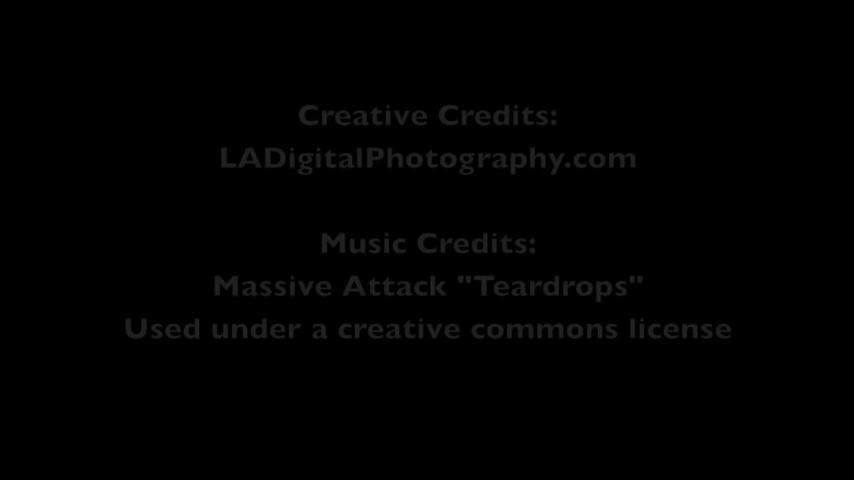 Creative Credits:
LADigitalPhotography.com
Music Credits:
Massive Attack "Teardrops"
Used under a creative commons license